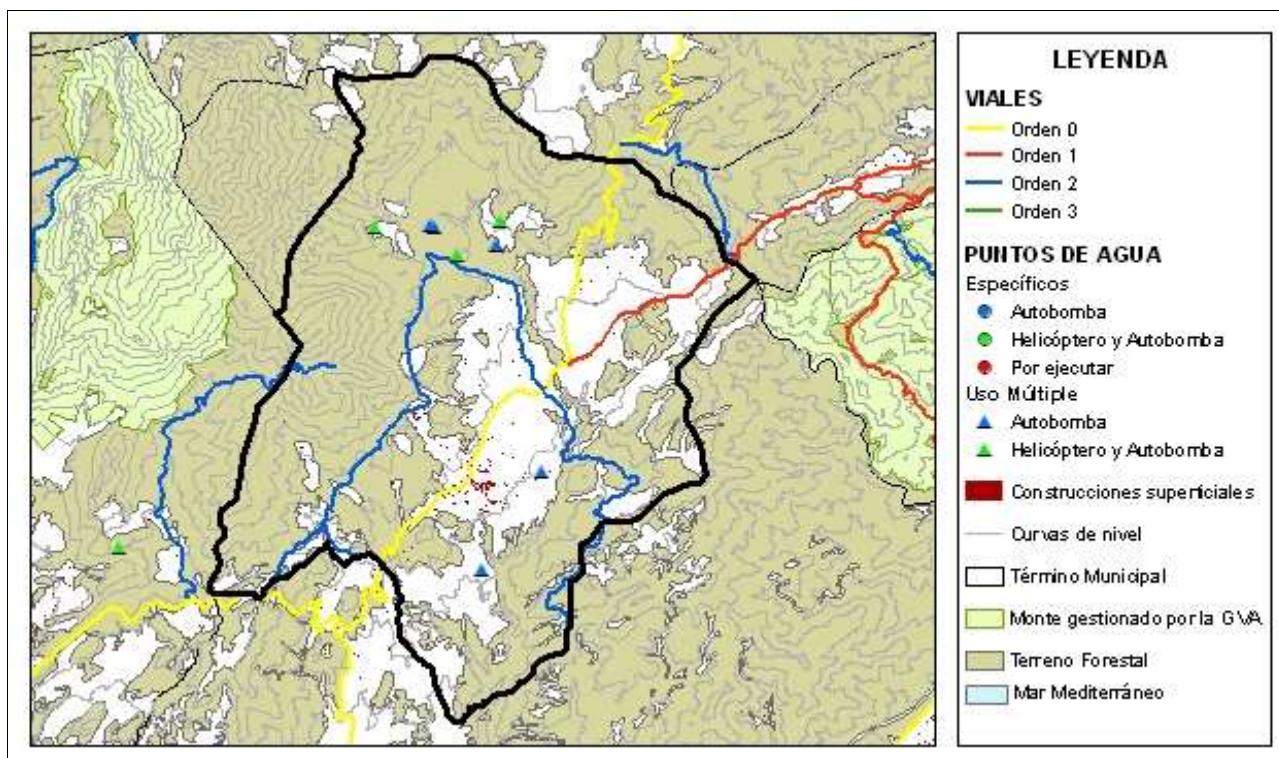 LEYENDA
VIALES
Orden 0
Orden 1
Orden 2
Orden 3
PUNTOS DE AGUA
Específicos
Autobomba
Helicóptero y Autobomba
Por ejecutar
Uso Múltiple
Autobomba
Helicóptero y Autobomba
Construcciones superficiales
Curvas de nivel
Término Municipal
Monte gestionado por la GVA
Terreno Forestal
Mar Mediterráneo